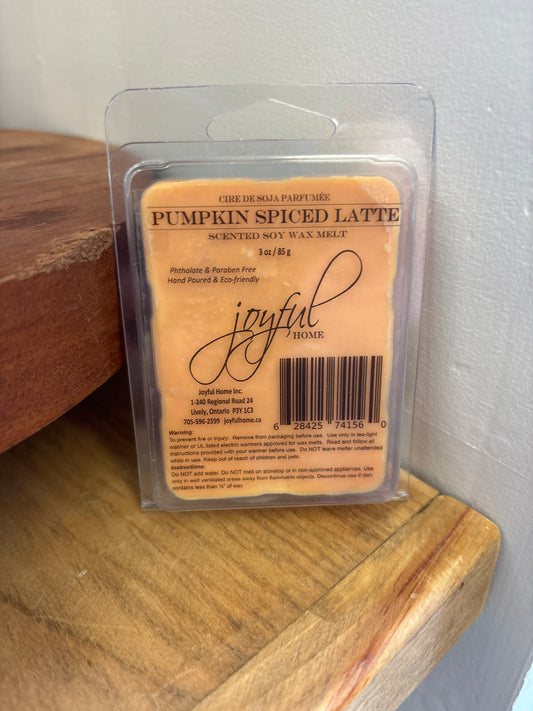 CIRE DE SOJA PARFUMÉE
PUMPKIN SPICED LATTE
SCENTED SOY WAX MELT
3 oz / 85 g
Phthalate & Paraben Free
Hand Poured & Eco-friendly
joyful
HOME
Joyful Home Inc.
1-240 Regional Road 24
Lively, Ontario P3Y 1C3
705-596-2599 joyfulhome.ca
6 28425 74156 0
Warning:
To prevent fire or injury: Remove from packaging before use: Use only in tea-light
warmer or UL listed electric warmers approved for wax melts. Read and follow all
instructions provided with your warmer before use. Do NOT leave melter unattended
while in use. Keep out of reach of children and pets.
Instructions:
Do NOT add water. Do NOT melt on stovetop or in non-approved appliances. Use
only in well ventilated areas away from flammable objects. Discontinue use if dish
contains less than ½" of wax